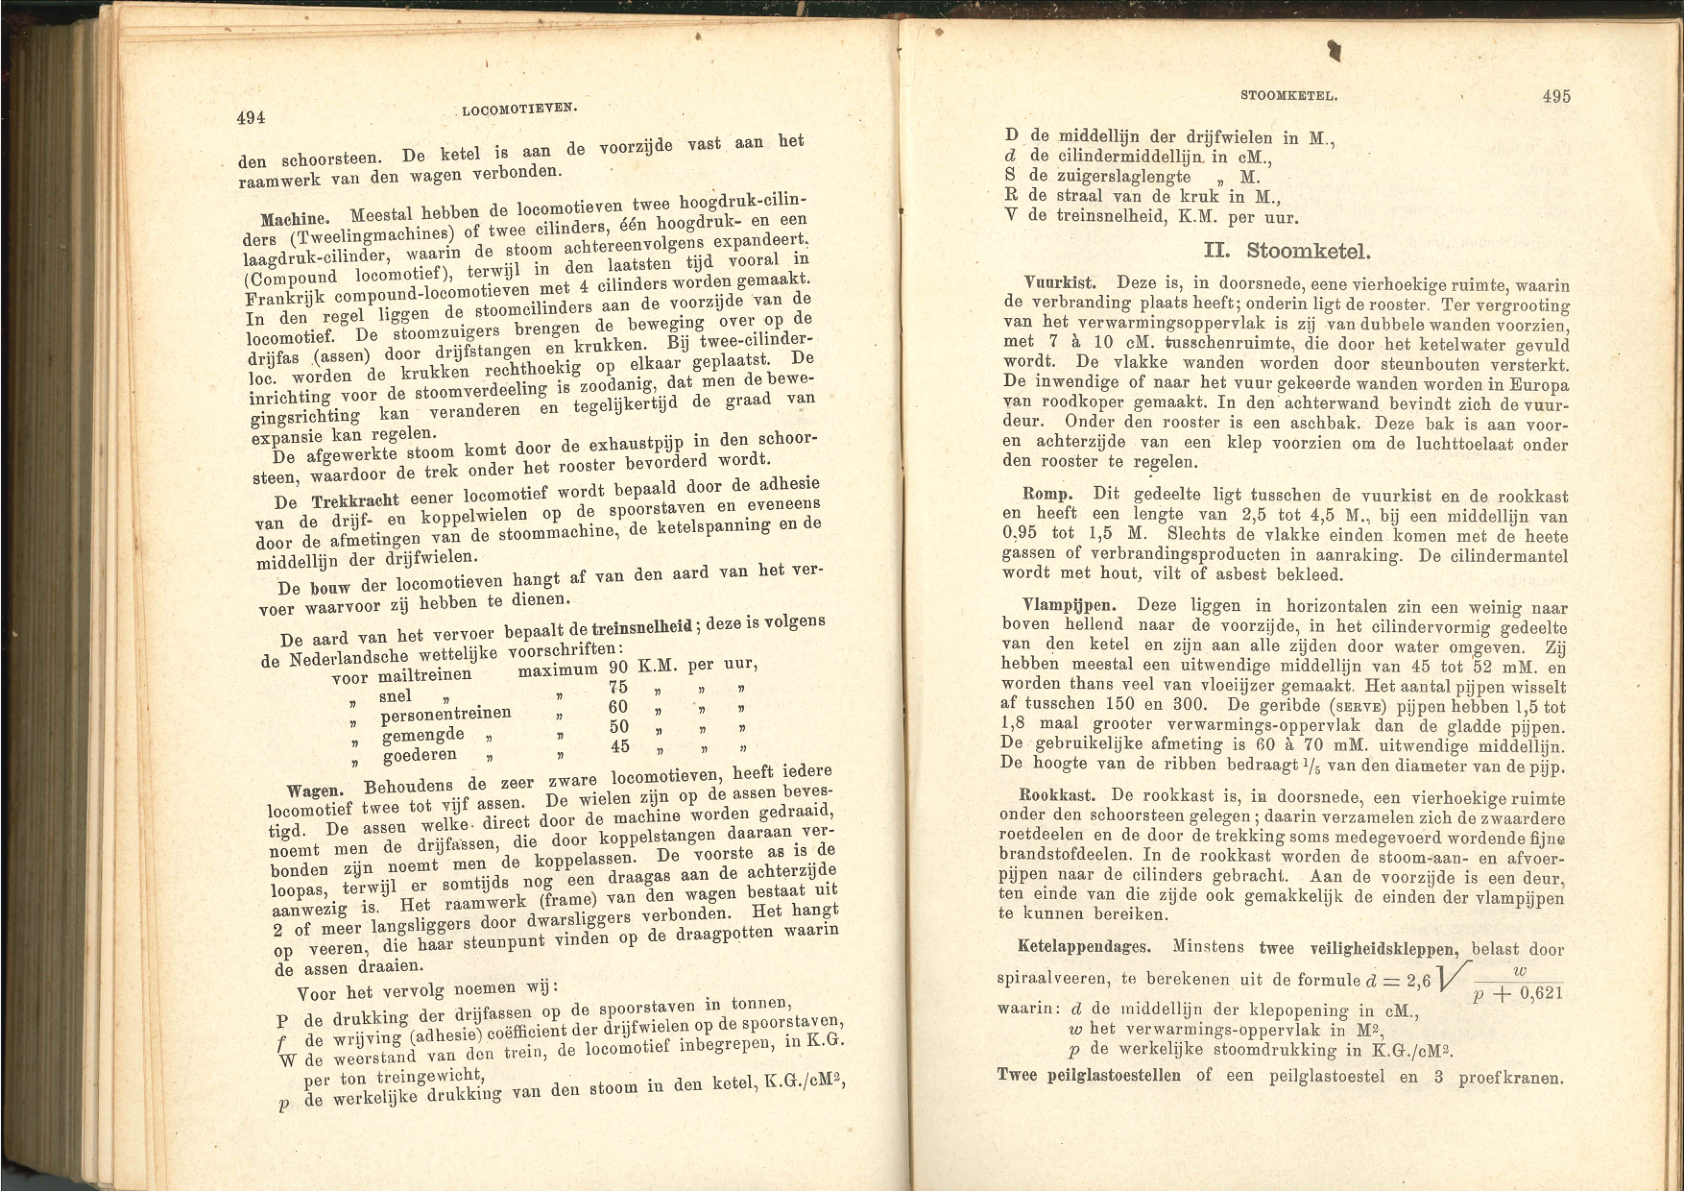 494
LOCOMOTIEVEN.
den schoorsteen. De ketel is aan de voorzijde vast aan het
raamwerk van den wagen verbonden.
Machine. Meestal hebben de locomotieven twee hoogdruk-cilin-
ders (Tweelingmachines) of twee cilinders, één hoogdruk- en een
laagdruk-cilinder, waarin de stoom achtereenvolgens expandeert.
(Compound locomotief), terwijl in den laatsten tijd vooral in
Frankrijk compound-locomotieven met 4 cilinders worden gemaakt.
In den regel liggen de stoomcilinders aan de voorzijde van de
locomotief. De stoomzuigers brengen de beweging over op de
drijfas (assen) door drijfstangen en krukken. Bij twee-cilinder-
loc. worden de krukken rechthoekig op elkaar geplaatst. De
inrichting voor de stoomverdeeling is zoodanig, dat men de bewe-
gingsrichting kan veranderen en tegelijkertijd de graad van
expansie kan regelen.
De afgewerkte stoom komt door de exhaustpijp in den schoor-
steen, waardoor de trek onder het rooster bevorderd wordt.
De Trekkracht eener locomotief wordt bepaald door de adhesie
van de drijf- en koppelwielen op de spoorstaven en eveneens
door de afmetingen van de stoommachine, de ketelspanning en de
middellijn der drijfwielen.
De bouw der locomotieven hangt af van den aard van het ver-
voer waarvoor zij hebben te dienen.
De aard van het vervoer bepaalt de treinsnelheid; deze is volgens
de Nederlandsche wettelijke voorschriften:
voor mailtreinen maximum 90 K.M. per uur,
„ snel „ „ 75 „ „ „
„ personentreinen „ 60 „ „ „
„ gemengde „ „ 50 „ „ „
„ goederen „ „ 45 „ „ „
Wagen. Behoudens de zeer zware locomotieven, heeft iedere
locomotief twee tot vijf assen. De wielen zijn op de assen beves-
tigd. De assen welke direct door de machine worden gedraaid,
noemt men de drijfassen, die door koppelstangen daaraan ver-
bonden zijn noemt men de koppelassen. De voorste as is de
loopas, terwijl er somtijds nog een draagas aan de achterzijde
aanwezig is. Het raamwerk (frame) van den wagen bestaat uit
2 of meer langsliggers door dwarsliggers verbonden. Het hangt
op veeren, die haar steunpunt vinden op de draagpotten waarin
de assen draaien.
Voor het vervolg noemen wij:
P de drukking der drijfassen op de spoorstaven in tonnen,
f de wrijving (adhesie) coëfficient der drijfwielen op de spoorstaven,
W de weerstand van den trein, de locomotief inbegrepen, in K.G.
per ton treingewicht,
p de werkelijke drukking van den stoom in den ketel, K.G./cM²,
STOOMKETEL.
495
D de middellijn der drijfwielen in M.,
d de cilindermiddellijn in cM.,
S de zuigerslaglengte „ M.
R de straal van de kruk in M.,
V de treinsnelheid, K.M. per uur.
II. Stoomketel.
Vuurkist. Deze is, in doorsnede, eene vierhoekige ruimte, waarin
de verbranding plaats heeft; onderin ligt de rooster. Ter vergrooting
van het verwarmingsoppervlak is zij van dubbele wanden voorzien,
met 7 à 10 cM. tusschenruimte, die door het ketelwater gevuld
wordt. De vlakke wanden worden door steunbouten versterkt.
De inwendige of naar het vuur gekeerde wanden worden in Europa
van roodkoper gemaakt. In den achterwand bevindt zich de vuur-
deur. Onder den rooster is een aschbak. Deze bak is aan voor-
en achterzijde van een klep voorzien om de luchttoelaat onder
den rooster te regelen.
Romp. Dit gedeelte ligt tusschen de vuurkist en de rookkast
en heeft een lengte van 2,5 tot 4,5 M., bij een middellijn van
0,95 tot 1,5 M. Slechts de vlakke einden komen met de heete
gassen of verbrandingsproducten in aanraking. De cilindermantel
wordt met hout, vilt of asbest bekleed.
Vlampijpen. Deze liggen in horizontalen zin een weinig naar
boven hellend naar de voorzijde, in het cilindervormig gedeelte
van den ketel en zijn aan alle zijden door water omgeven. Zij
hebben meestal een uitwendige middellijn van 45 tot 52 mM. en
worden thans veel van vloeiijzer gemaakt. Het aantal pijpen wisselt
af tusschen 150 en 300. De geribde (SERVE) pijpen hebben 1,5 tot
1,8 maal grooter verwarmings-oppervlak dan de gladde pijpen.
De gebruikelijke afmeting is 60 à 70 mM. uitwendige middellijn.
De hoogte van de ribben bedraagt 1/5 van den diameter van de pijp.
Rookkast. De rookkast is, in doorsnede, een vierhoekige ruimte
onder den schoorsteen gelegen; daarin verzamelen zich de zwaardere
roetdeelen en de door de trekking soms medegevoerd wordende fijne
brandstofdeelen. In de rookkast worden de stoom-aan- en afvoer-
pijpen naar de cilinders gebracht. Aan de voorzijde is een deur,
ten einde van die zijde ook gemakkelijk de einden der vlampijpen
te kunnen bereiken.
Ketelappendages. Minstens twee veiligheidskleppen, belast door
spiraalveeren, te berekenen uit de formule d = 2,6 √ w / (p + 0,621)
waarin: d de middellijn der klepopening in cM.,
w het verwarmings-oppervlak in M²,
p de werkelijke stoomdrukking in K.G./cM².
Twee peilglastoestellen of een peilglastoestel en 3 proefkranen.